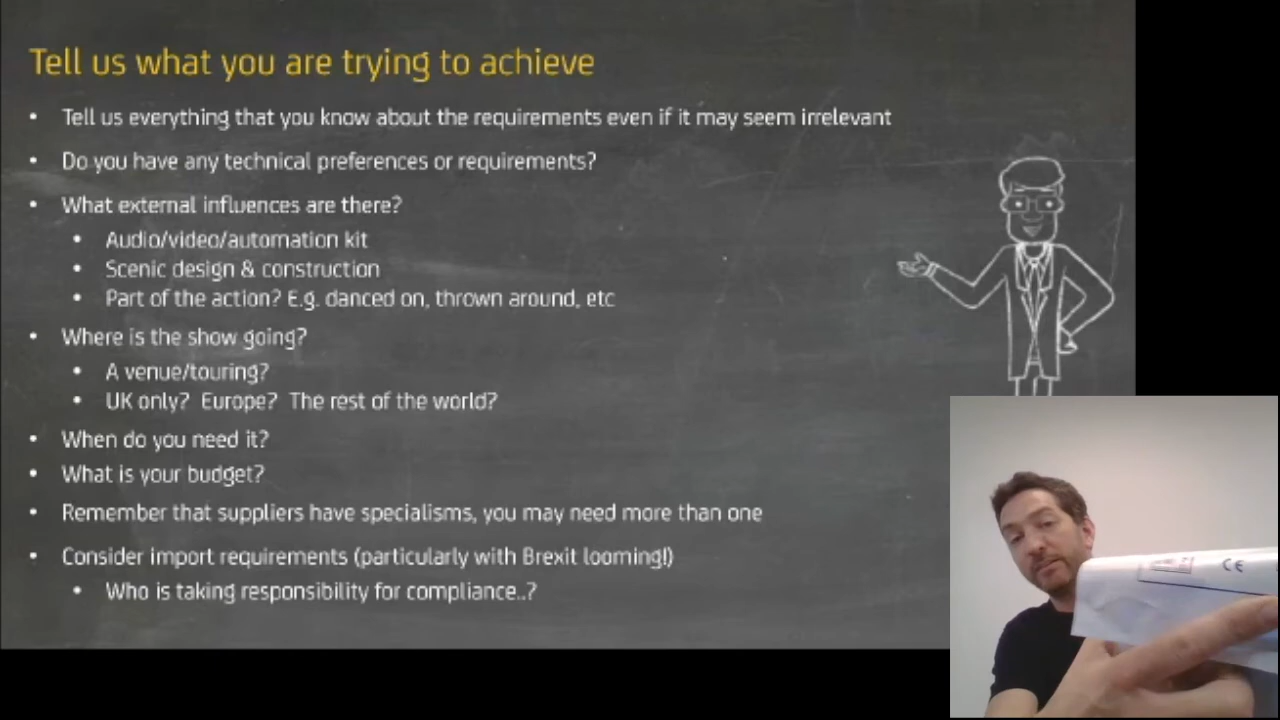 Tell us what you are trying to achieve
• Tell us everything that you know about the requirements even if it may seem irrelevant
• Do you have any technical preferences or requirements?
• What external influences are there?
• Audio/video/automation kit
• Scenic design & construction
• Part of the action? E.g. danced on, thrown around, etc
• Where is the show going?
• A venue/touring?
• UK only? Europe? The rest of the world?
• When do you need it?
• What is your budget?
• Remember that suppliers have specialisms, you may need more than one
• Consider import requirements (particularly with Brexit looming!)
• Who is taking responsibility for compliance..?
CE